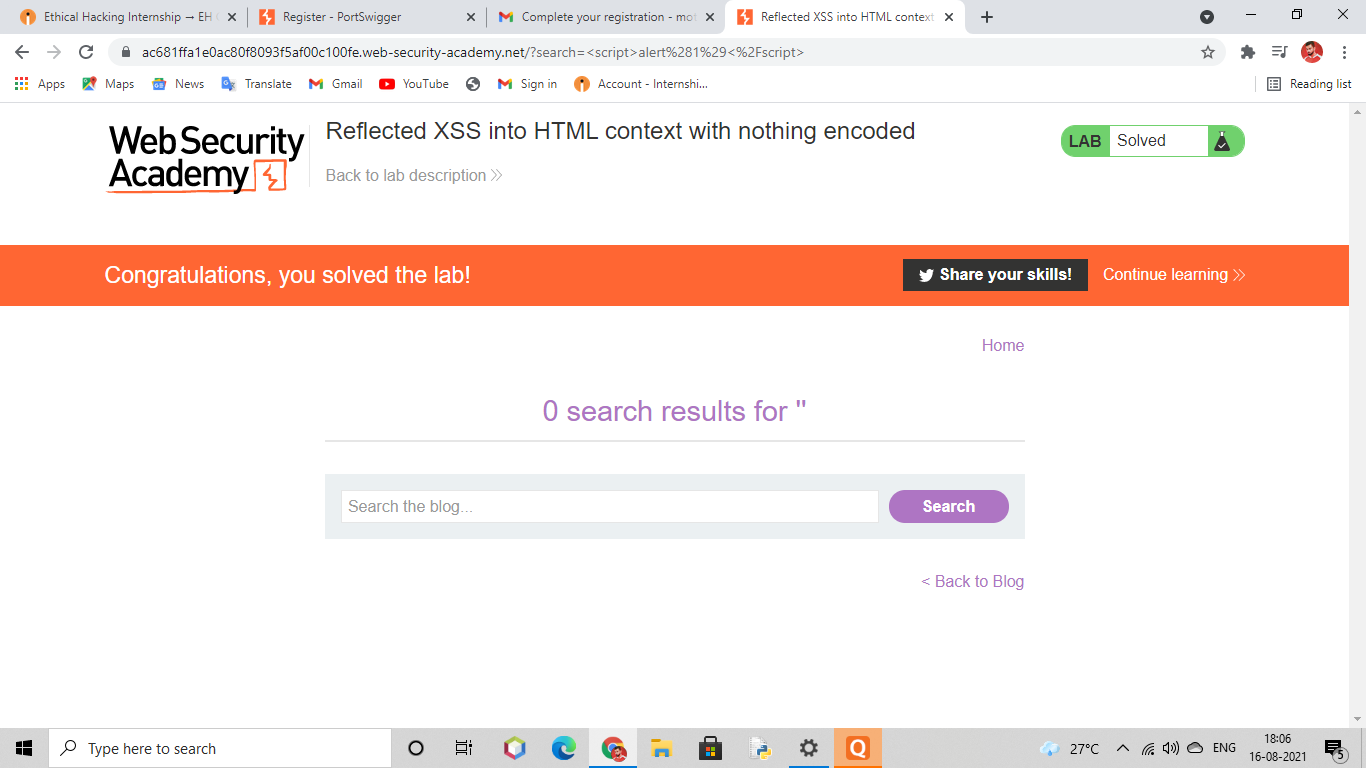 Ethical Hacking Internship → EH
Register - PortSwigger
Complete your registration - mo
Reflected XSS into HTML context
ac681ffa1e0ac80f8093f5af00c100fe.web-security-academy.net/?search=<script>alert%281%29<%2Fscript>
Apps
Maps
News
Translate
Gmail
YouTube
Sign in
Account - Internshi...
Reading list
Web Security
Academy
Reflected XSS into HTML context with nothing encoded
Back to lab description
LAB Solved
Congratulations, you solved the lab!
Share your skills!
Continue learning
Home
0 search results for ''
Search the blog...
Search
< Back to Blog
Type here to search
27°C
ENG
18:06
16-08-2021
5